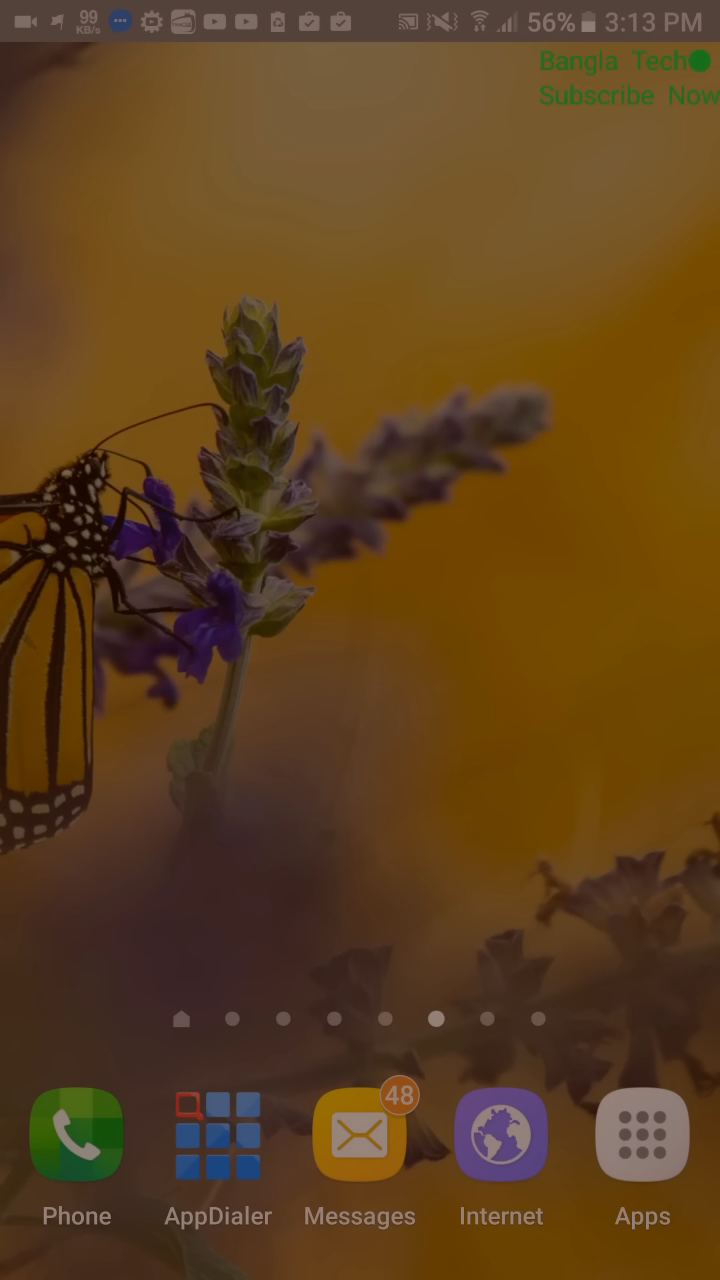 99
KB/s
56%
3:13 PM
Bangla Tech
Subscribe Now
48
Phone
AppDialer
Messages
Internet
Apps